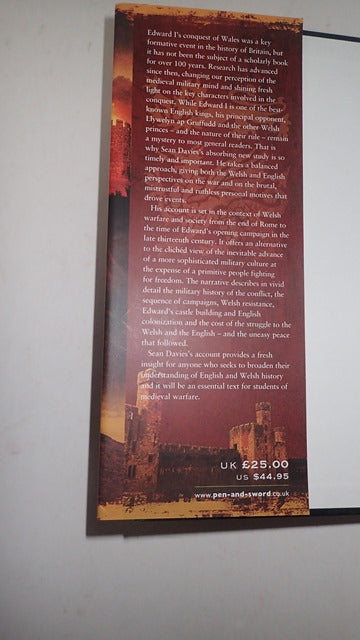 Edward I's conquest of Wales was a key
formative event in the history of Britain, but
it has not been the subject of a scholarly book
for over 100 years. Research has advanced
since then, changing our perception of the
medieval military mind and shining fresh
light on the key characters involved in the
conquest. While Edward I is one of the best-
known English kings, his principal opponent,
Llywelyn ap Gruffudd and the other Welsh
princes – and the nature of their rule – remain
a mystery to most general readers. That is
why Sean Davies's absorbing new study is so
timely and important. He takes a balanced
approach, giving both the Welsh and English
perspectives on the war and on the brutal,
mistrustful and ruthless personal motives that
drove events.
His account is set in the context of Welsh
warfare and society from the end of Rome to
the time of Edward's opening campaign in the
late thirteenth century. It offers an alternative
to the clichéd view of the inevitable advance
of a more sophisticated military culture at
the expense of a primitive people fighting
for freedom. The narrative describes in vivid
detail the military history of the conflict, the
sequence of campaigns, Welsh resistance,
Edward's castle building and English
colonization and the cost of the struggle to the
Welsh and the English – and the uneasy peace
that followed.
Sean Davies's account provides a fresh
insight for anyone who seeks to broaden their
understanding of English and Welsh history
and it will be an essential text for students of
medieval warfare.
UK £25.00
US $44.95
www.pen-and-sword.co.uk